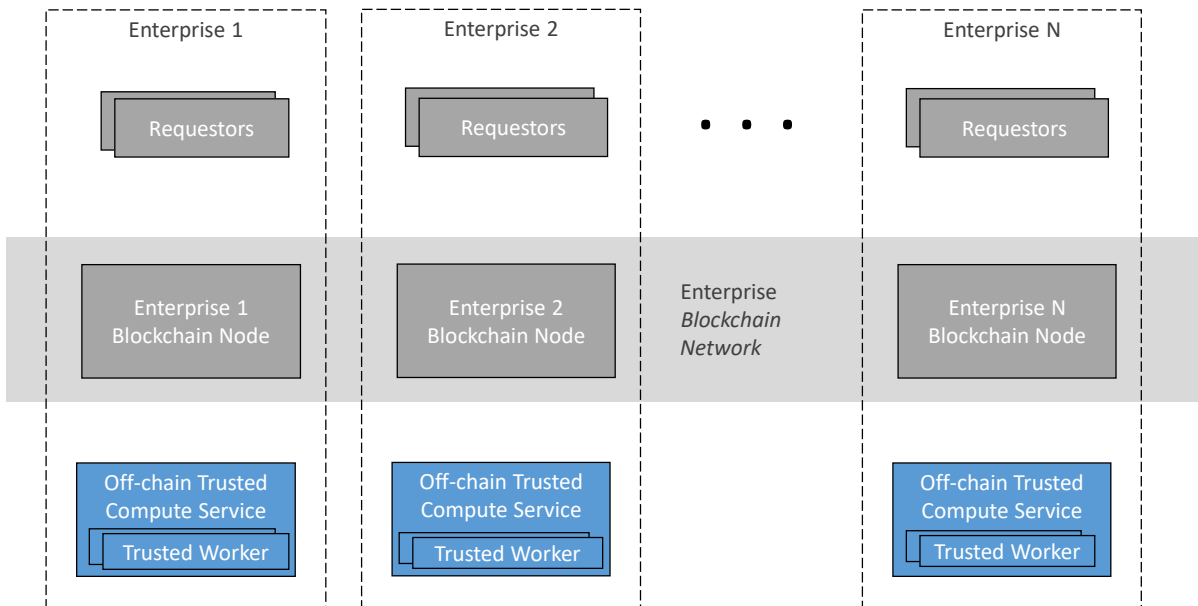 Enterprise 1
Enterprise 2
Enterprise N
Requestors
Requestors
Requestors
Enterprise 1
Blockchain Node
Enterprise 2
Blockchain Node
Enterprise
Blockchain
Network
Enterprise N
Blockchain Node
Off-chain Trusted
Compute Service
Trusted Worker
Off-chain Trusted
Compute Service
Trusted Worker
Off-chain Trusted
Compute Service
Trusted Worker